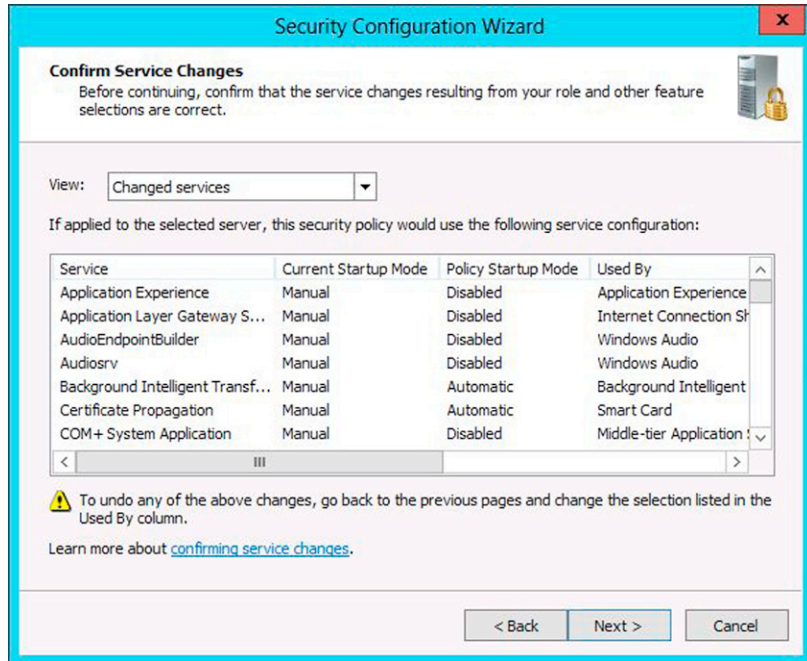 Security Configuration Wizard
x
Confirm Service Changes
Before continuing, confirm that the service changes resulting from your role and other feature
selections are correct.
View: Changed services
If applied to the selected server, this security policy would use the following service configuration:
Service Current Startup Mode Policy Startup Mode Used By
Application Experience Manual Disabled Application Experience
Application Layer Gateway S... Manual Disabled Internet Connection Sh
AudioEndpointBuilder Manual Disabled Windows Audio
Audiosrv Manual Disabled Windows Audio
Background Intelligent Transf... Manual Automatic Background Intelligent
Certificate Propagation Manual Automatic Smart Card
COM+ System Application Manual Disabled Middle-tier Application
To undo any of the above changes, go back to the previous pages and change the selection listed in the
Used By column.
Learn more about confirming service changes.
< Back Next > Cancel